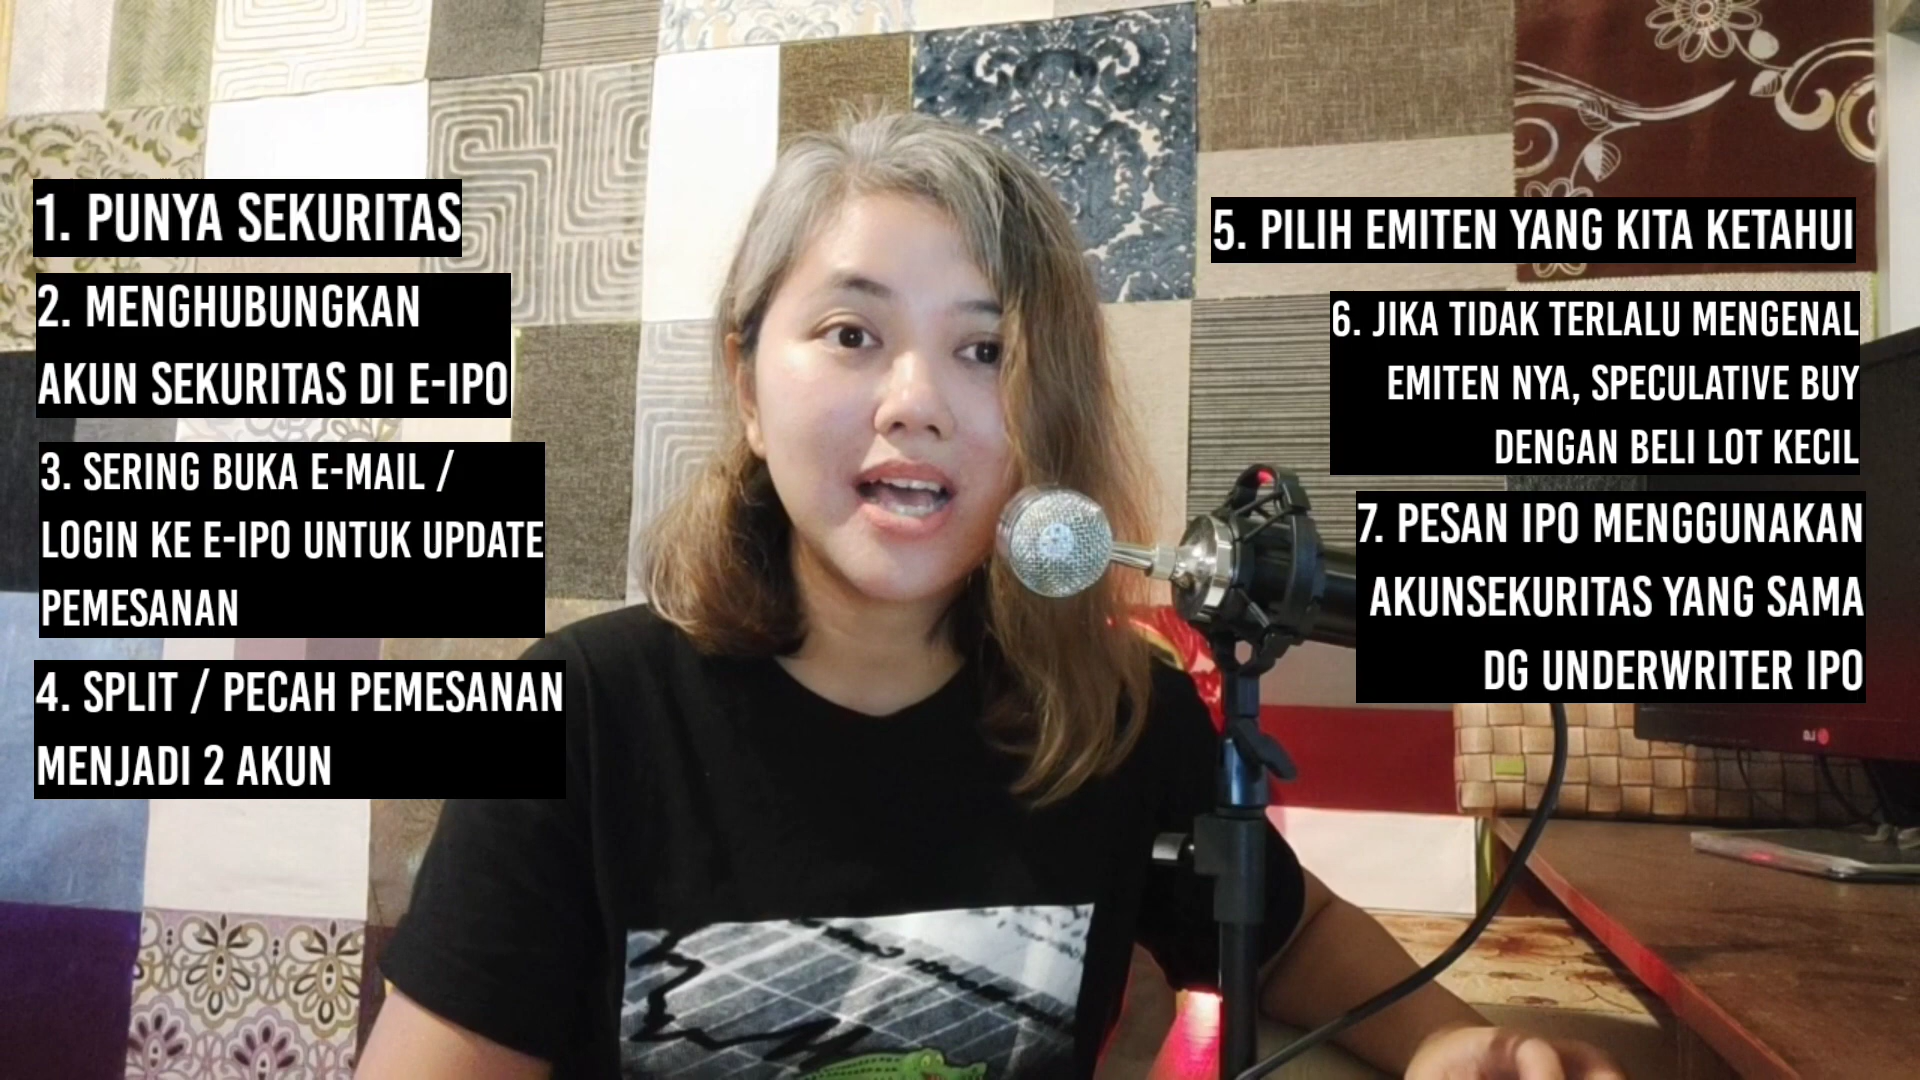 1. PUNYA SEKURITAS
2. MENGHUBUNGKAN
AKUN SEKURITAS DI E-IPO
3. SERING BUKA E-MAIL /
LOGIN KE E-IPO UNTUK UPDATE
PEMESANAN
4. SPLIT / PECAH PEMESANAN
MENJADI 2 AKUN
5. PILIH EMITEN YANG KITA KETAHUI
6. JIKA TIDAK TERLALU MENGENAL
EMITEN NYA, SPECULATIVE BUY
DENGAN BELI LOT KECIL
7. PESAN IPO MENGGUNAKAN
AKUNSEKURITAS YANG SAMA
DG UNDERWRITER IPO